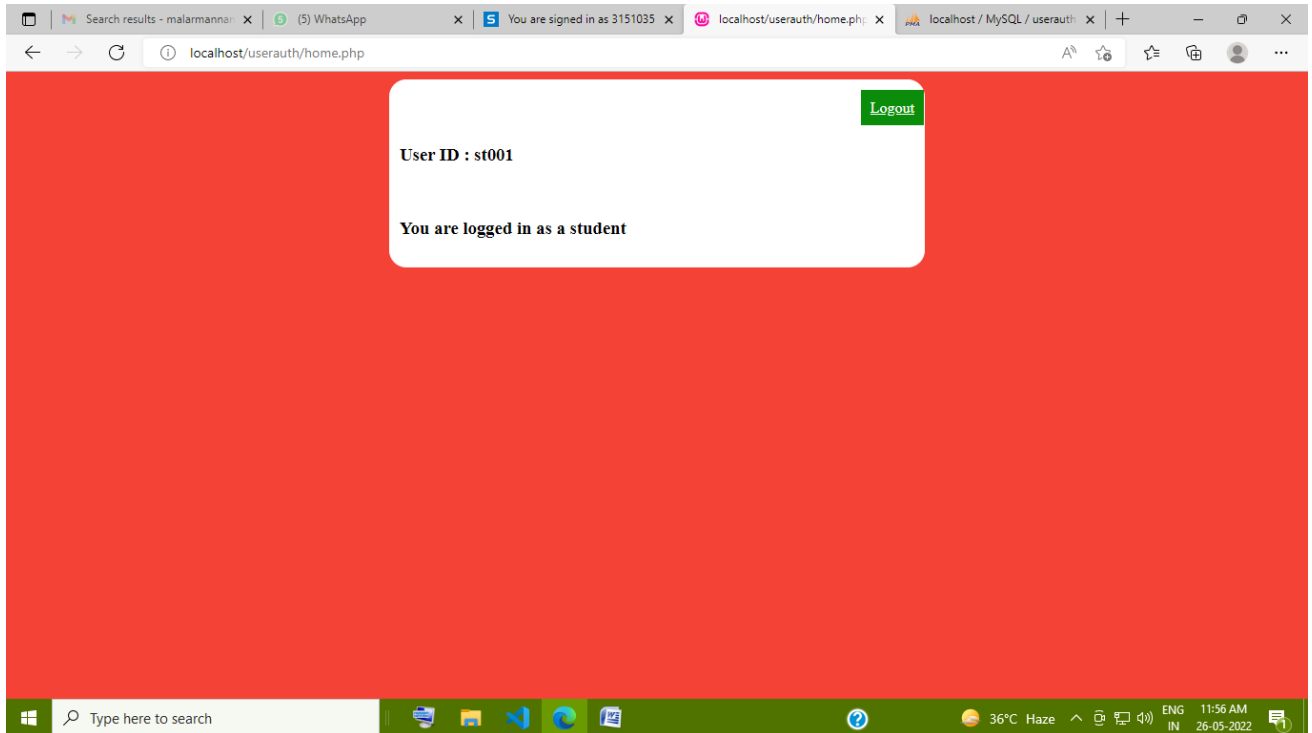 Search results - malarmannan
(5) WhatsApp
You are signed in as 3151035
localhost/userauth/home.php
localhost / MySQL / userauth
localhost/userauth/home.php
Logout
User ID : st001
You are logged in as a student
Type here to search
36°C Haze
ENG
IN
11:56 AM
26-05-2022